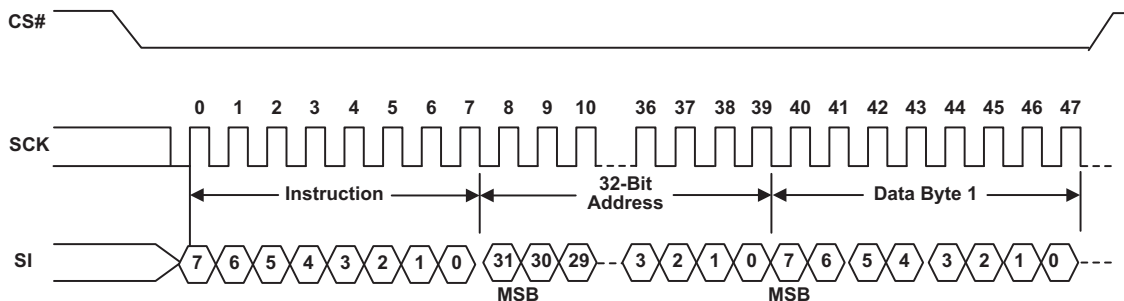 CS#
0 1 2 3 4 5 6 7 8 9 10 36 37 38 39 40 41 42 43 44 45 46 47
SCK
Instruction
32-Bit
Address
Data Byte 1
SI
7 6 5 4 3 2 1 0 31 30 29 3 2 1 0 7 6 5 4 3 2 1 0
MSB MSB